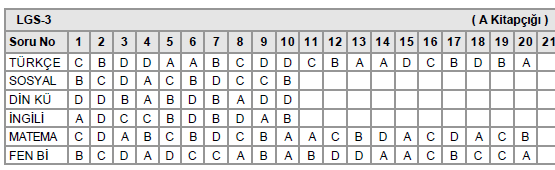 LGS-3 ( A Kitapçığı )
Soru No 1 2 3 4 5 6 7 8 9 10 11 12 13 14 15 16 17 18 19 20 21
TÜRKÇE C B D D A A B C D D C B A A D C B D B A
SOSYAL B C D A C B D C C B
DİN KÜ D D B A B D B A D D
İNGİLİ A D C C B D B D A B
MATEMA C D A B C B D C B A A C B D A C D A C B
FEN Bİ B C D A D C C A B A B D D A A C B C C A